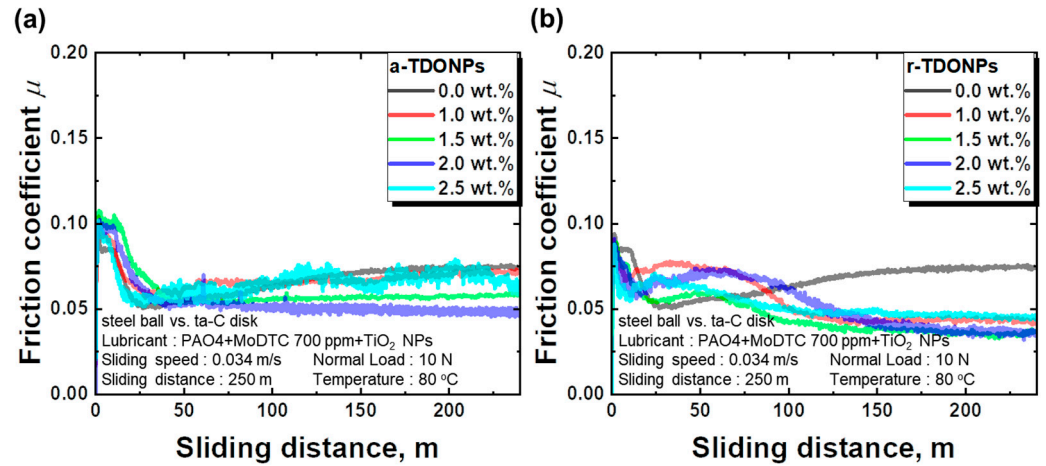 (a)
Friction coefficient μ
0.20
0.15
0.10
0.05
0.00
a-TDONPs
0.0 wt.%
1.0 wt.%
1.5 wt.%
2.0 wt.%
2.5 wt.%
steel ball vs. ta-C disk
Lubricant : PAO4+MoDTC 700 ppm+TiO₂ NPs
Sliding speed : 0.034 m/s Normal Load : 10 N
Sliding distance : 250 m Temperature : 80 °C
0 50 100 150 200
Sliding distance, m
(b)
Friction coefficient μ
0.20
0.15
0.10
0.05
0.00
r-TDONPs
0.0 wt.%
1.0 wt.%
1.5 wt.%
2.0 wt.%
2.5 wt.%
steel ball vs. ta-C disk
Lubricant : PAO4+MoDTC 700 ppm+TiO₂ NPs
Sliding speed : 0.034 m/s Normal Load : 10 N
Sliding distance : 250 m Temperature : 80 °C
0 50 100 150 200
Sliding distance, m